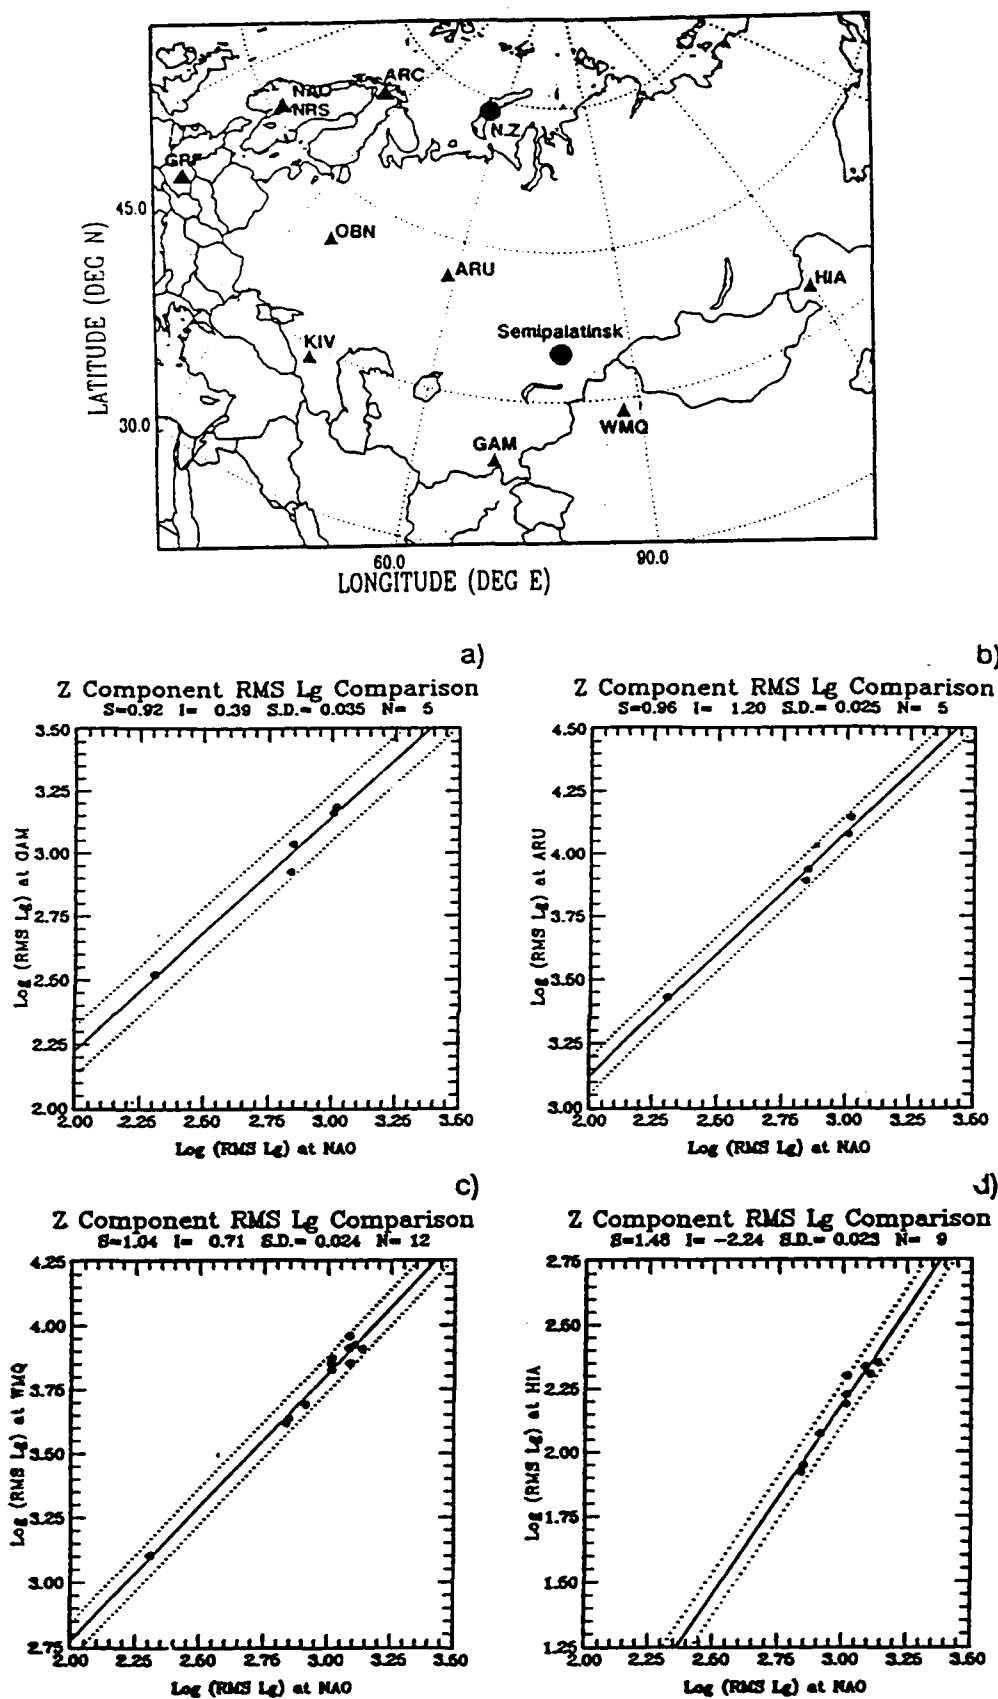 ARC
NAO
NRS
N.Z
GRF
45.0
OBN
ARU
HIA
Semipalatinsk
KIV
WMQ
30.0
GAM
LATITUDE (DEG N)
60.0
90.0
LONGITUDE (DEG E)
a)
Z Component RMS Lg Comparison
S=0.92 I= 0.39 S.D.= 0.035 N= 5
3.50
3.25
3.00
2.75
2.50
2.25
2.00
Log (RMS Lg) at GAM
2.00 2.25 2.50 2.75 3.00 3.25 3.50
Log (RMS Lg) at NAO
b)
Z Component RMS Lg Comparison
S=0.96 I= 1.20 S.D.= 0.025 N= 5
4.50
4.25
4.00
3.75
3.50
3.25
3.00
Log (RMS Lg) at ARU
2.00 2.25 2.50 2.75 3.00 3.25 3.50
Log (RMS Lg) at NAO
c)
Z Component RMS Lg Comparison
S=1.04 I= 0.71 S.D.= 0.024 N= 12
4.25
4.00
3.75
3.50
3.25
3.00
2.75
Log (RMS Lg) at WMQ
2.00 2.25 2.50 2.75 3.00 3.25 3.50
Log (RMS Lg) at NAO
d)
Z Component RMS Lg Comparison
S=1.48 I= -2.24 S.D.= 0.023 N= 9
2.75
2.50
2.25
2.00
1.75
1.50
1.25
Log (RMS Lg) at HIA
2.00 2.25 2.50 2.75 3.00 3.25 3.50
Log (RMS Lg) at NAO